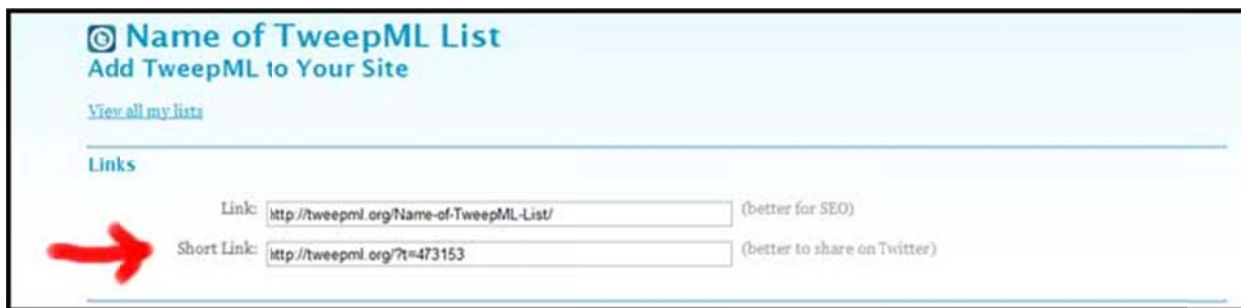 Name of TweepML List
Add TweepML to Your Site
View all my lists
Links
Link: http://tweepml.org/Name-of-TweepML-List/ (better for SEO)
Short Link: http://tweepml.org/?t=473153 (better to share on Twitter)